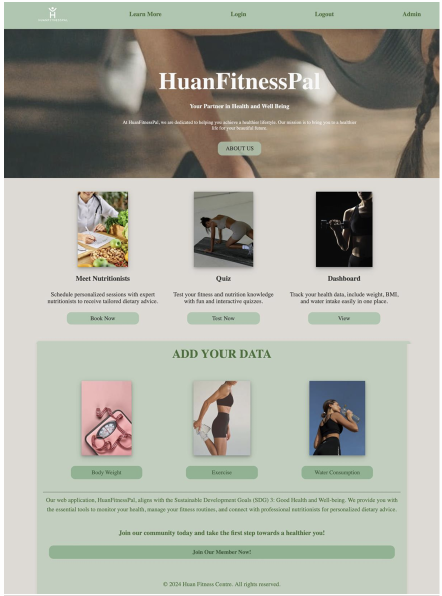 Learn More
Login
Logout
Admin
HuanFitnessPal
Your Partner in Health and Well Being
At HuanFitnessPal, we are dedicated to helping you achieve a healthier lifestyle. Our mission is to bring you to a healthier
life for your beautiful future.
ABOUT US
Meet Nutritionists
Quiz
Dashboard
Schedule personalized sessions with expert
nutritionists to receive tailored dietary advice.
Test your fitness and nutrition knowledge
with fun and interactive quizzes.
Track your health data, include weight, BMI,
and water intake easily in one place.
Book Now
Test Now
View
ADD YOUR DATA
Body Weight
Exercise
Water Consumption
Our web application, HuanFitnessPal, aligns with the Sustainable Development Goals (SDG) 3: Good Health and Well-being. We provide you with
the essential tools to monitor your health, manage your fitness routines, and connect with professional nutritionists for personalized dietary advice.
Join our community today and take the first step towards a healthier you!
Join Our Member Now!
© 2024 Huan Fitness Centre. All rights reserved.